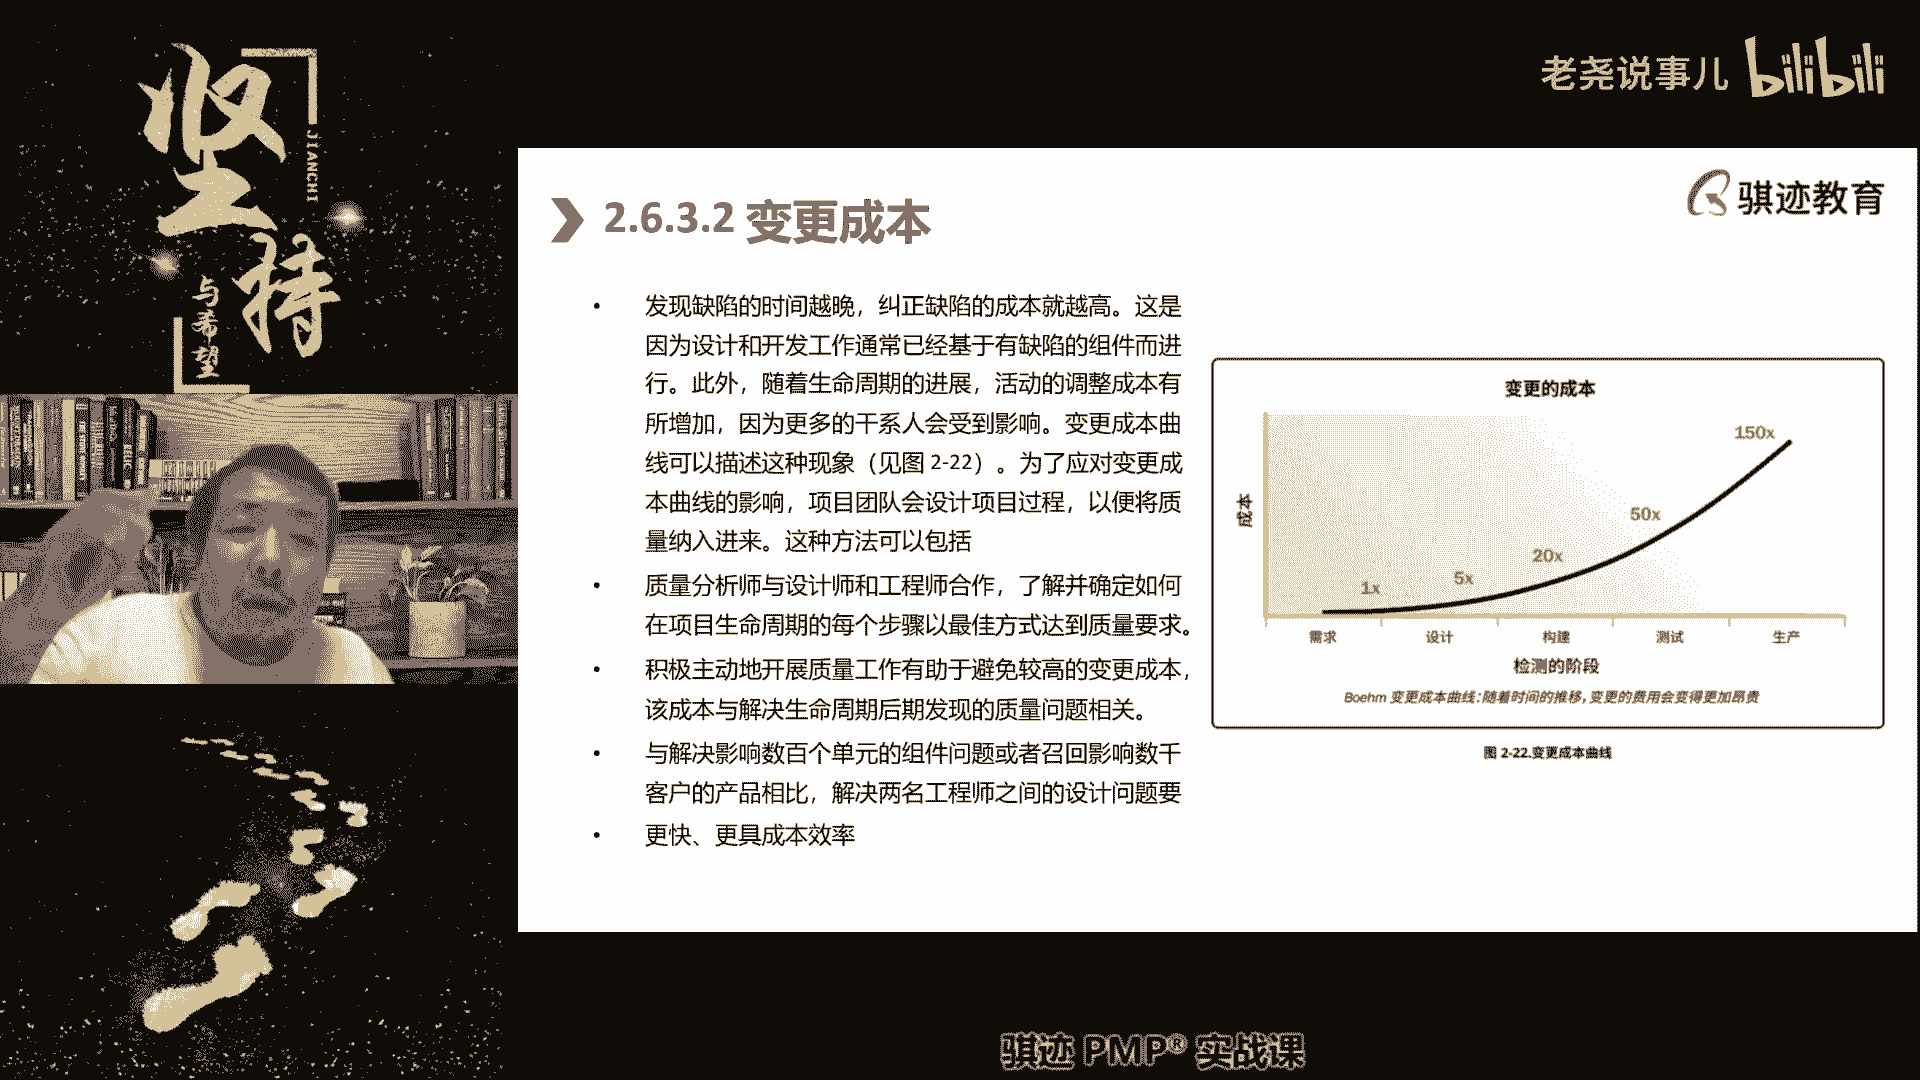 坚持
JIANCHI
与希望
老尧说事儿 bilibili
骐迹教育
2.6.3.2 变更成本
• 发现缺陷的时间越晚，纠正缺陷的成本就越高。这是
因为设计和开发工作通常已经基于有缺陷的组件而进
行。此外，随着生命周期的进展，活动的调整成本有
所增加，因为更多的干系人会受到影响。变更成本曲
线可以描述这种现象（见图 2-22）。为了应对变更成
本曲线的影响，项目团队会设计项目过程，以便将质
量纳入进来。这种方法可以包括
• 质量分析师与设计师和工程师合作，了解并确定如何
在项目生命周期的每个步骤以最佳方式达到质量要求。
• 积极主动地开展质量工作有助于避免较高的变更成本，
该成本与解决生命周期后期发现的质量问题相关。
• 与解决影响数百个单元的组件问题或者召回影响数千
客户的产品相比，解决两名工程师之间的设计问题要
• 更快、更具成本效率
变更的成本
成本
1x
5x
20x
50x
150x
需求 设计 构建 测试 生产
检测的阶段
Boehm 变更成本曲线：随着时间的推移，变更的费用会变得更加昂贵
图 2-22.变更成本曲线
骐迹 PMP® 实战课